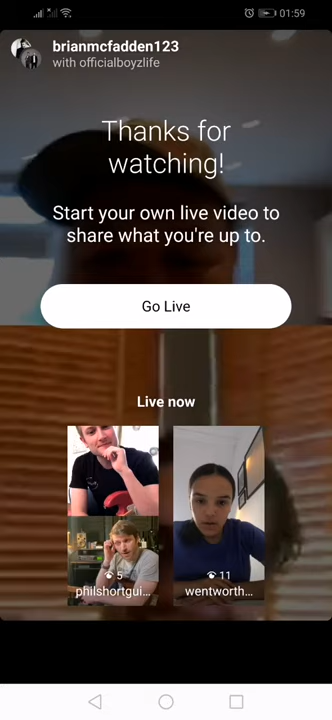 01:59
brianmcfadden123
with officialboyzlife
Thanks for
watching!
Start your own live video to
share what you're up to.
Go Live
Live now
5
philshortgui...
11
wentworth...